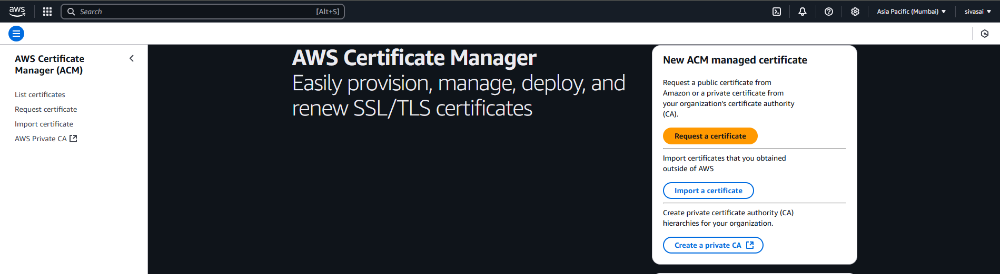 aws
Search
[Alt+S]
Asia Pacific (Mumbai)
sivasai
AWS Certificate
Manager (ACM)
List certificates
Request certificate
Import certificate
AWS Private CA
AWS Certificate Manager
Easily provision, manage, deploy, and
renew SSL/TLS certificates
New ACM managed certificate
Request a public certificate from
Amazon or a private certificate from
your organization's certificate authority
(CA).
Request a certificate
Import certificates that you obtained
outside of AWS
Import a certificate
Create private certificate authority (CA)
hierarchies for your organization.
Create a private CA